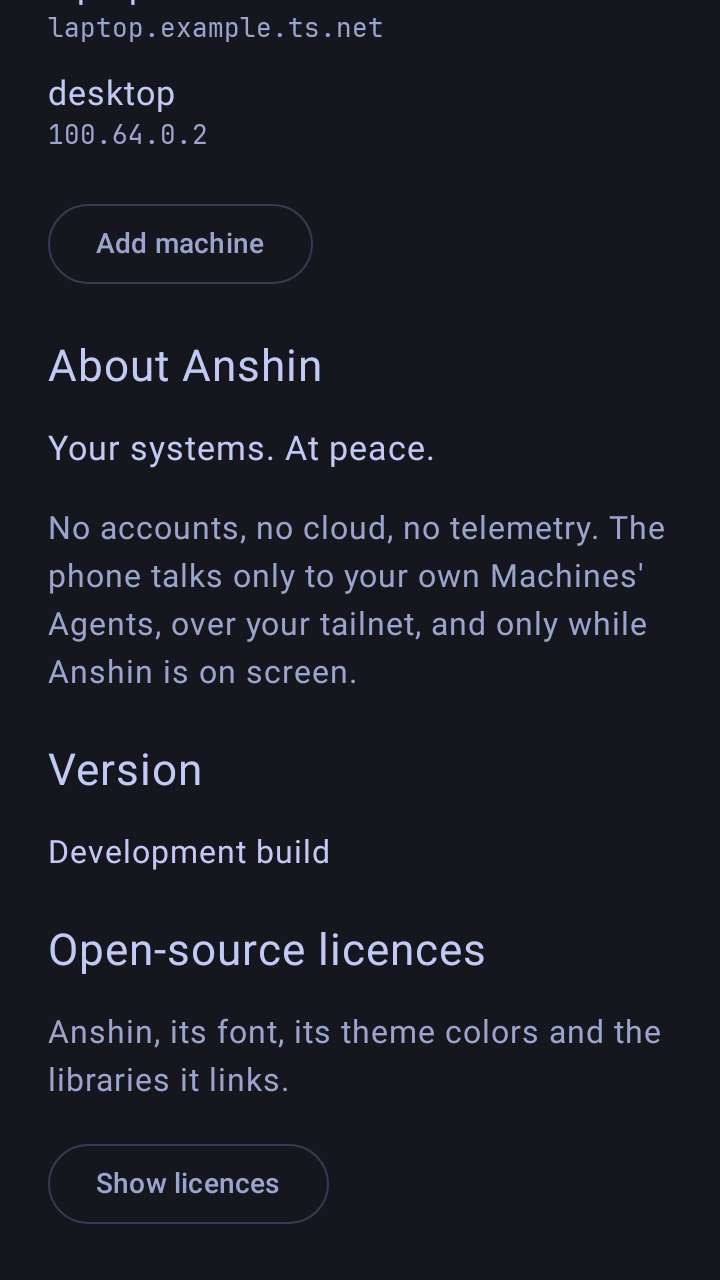 laptop.example.ts.net
desktop
100.64.0.2
Add machine
About Anshin
Your systems. At peace.
No accounts, no cloud, no telemetry. The
phone talks only to your own Machines'
Agents, over your tailnet, and only while
Anshin is on screen.
Version
Development build
Open-source licences
Anshin, its font, its theme colors and the
libraries it links.
Show licences